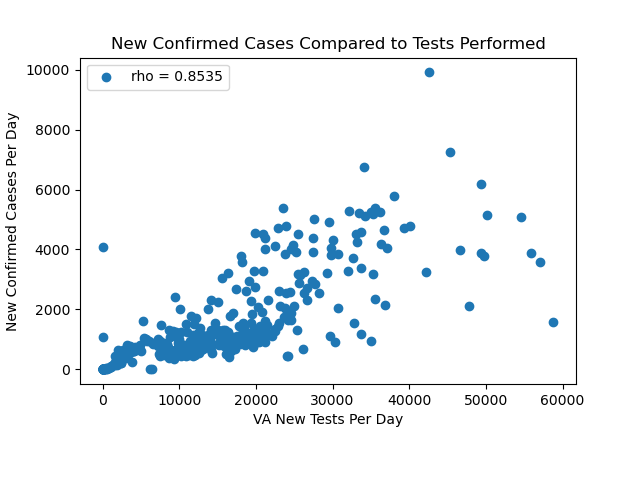 New Confirmed Cases Compared to Tests Performed
rho = 0.8535
New Confirmed Caeses Per Day
10000
8000
6000
4000
2000
0
0 10000 20000 30000 40000 50000 60000
VA New Tests Per Day